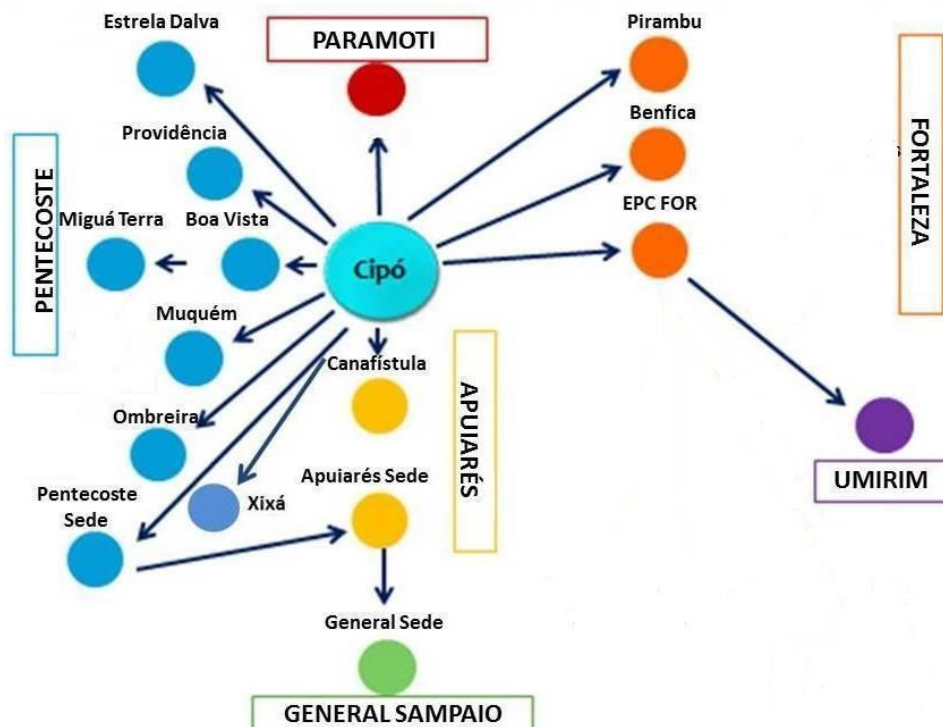 Estrela Dalva
PARAMOTI
Pirambu
Benfica
FORTALEZA
Providência
PENTECOSTE
Miguá Terra
Boa Vista
EPC FOR
Cipó
Muquém
Canafístula
APUIARÉS
Ombreira
Apuiarés Sede
Pentecoste
Sede
Xixá
UMIRIM
General Sede
GENERAL SAMPAIO